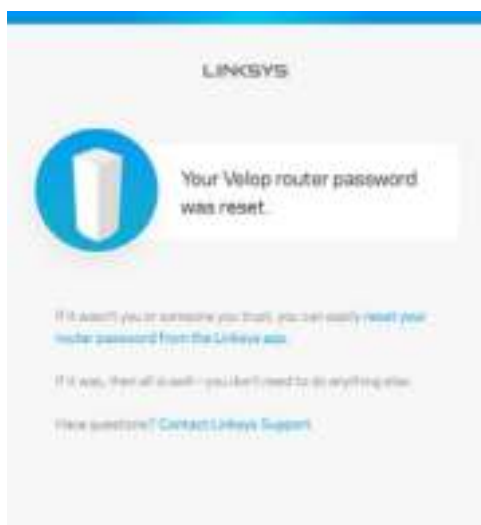 LINKSYS
Your Velop router password
was reset.
If it wasn't you or someone you trust, you can easily reset your
router password from the Linksys app.
If it was, then all is well - you don't need to do anything else.
Have questions? Contact Linksys Support.